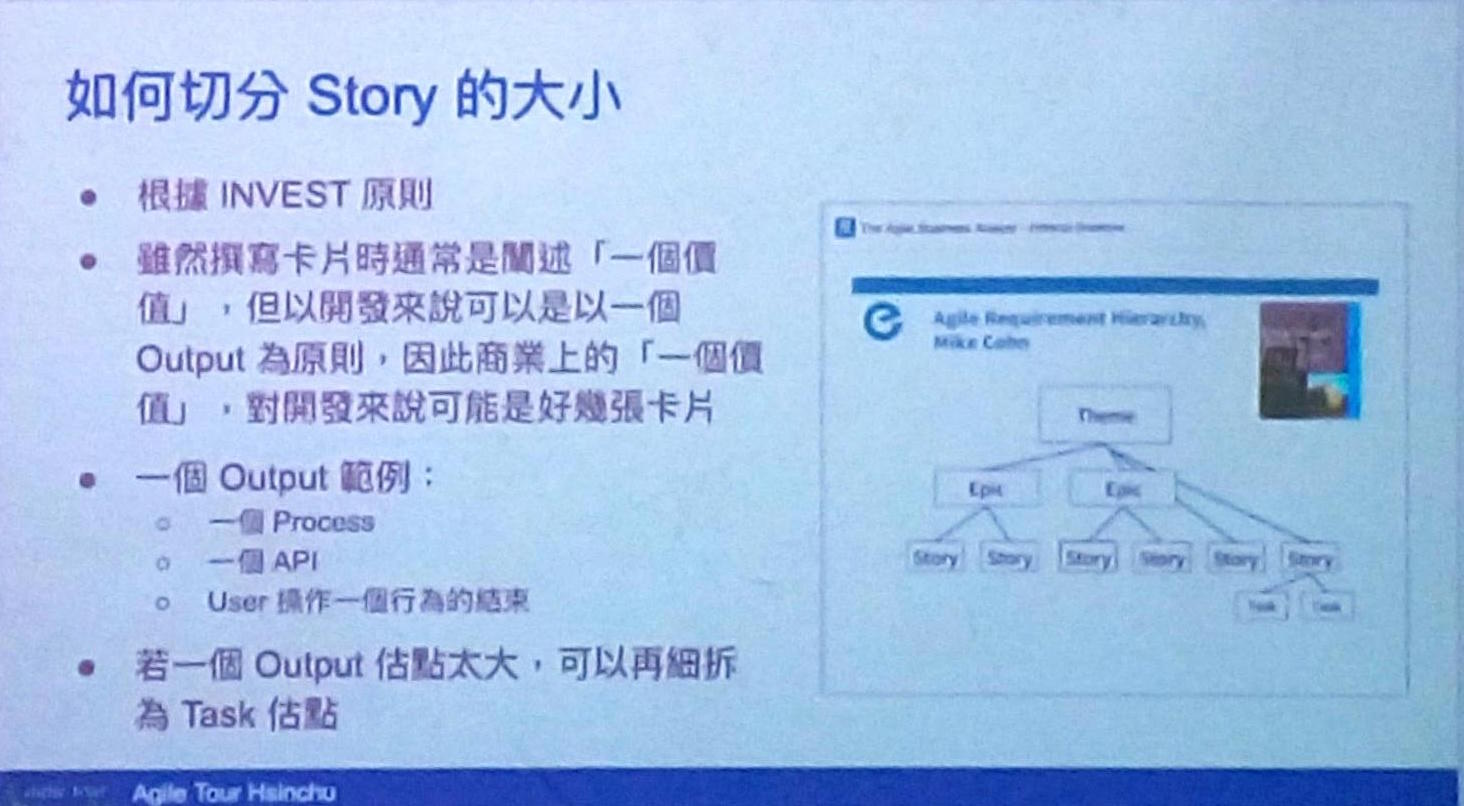 如何切分 Story 的大小
● 根據 INVEST 原則
● 雖然撰寫卡片時通常是闡述「一個價
值」，但以開發來說可以是以一個
Output 為原則，因此商業上的「一個價
值」，對開發來說可能是好幾張卡片
● 一個 Output 範例：
○ 一個 Process
○ 一個 API
○ User 操作一個行為的結束
● 若一個 Output 估點太大，可以再細拆
為 Task 估點
The Agile Business Analyst -
Agile Requirement Hierarchy,
Mike Cohn
Theme
Epic Epic
Story Story Story Story Story Story
Task Task
Agile Tour Hsinchu